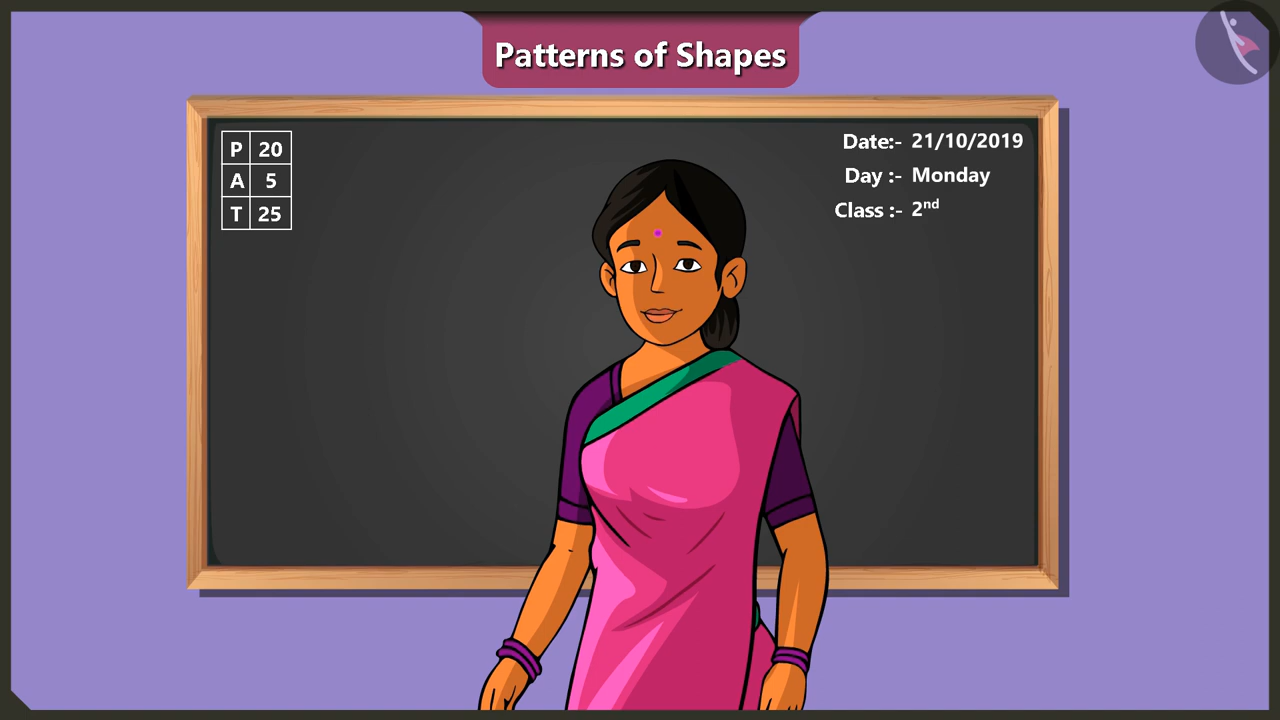 Patterns of Shapes
P 20
A 5
T 25
Date:- 21/10/2019
Day :- Monday
Class :- 2nd